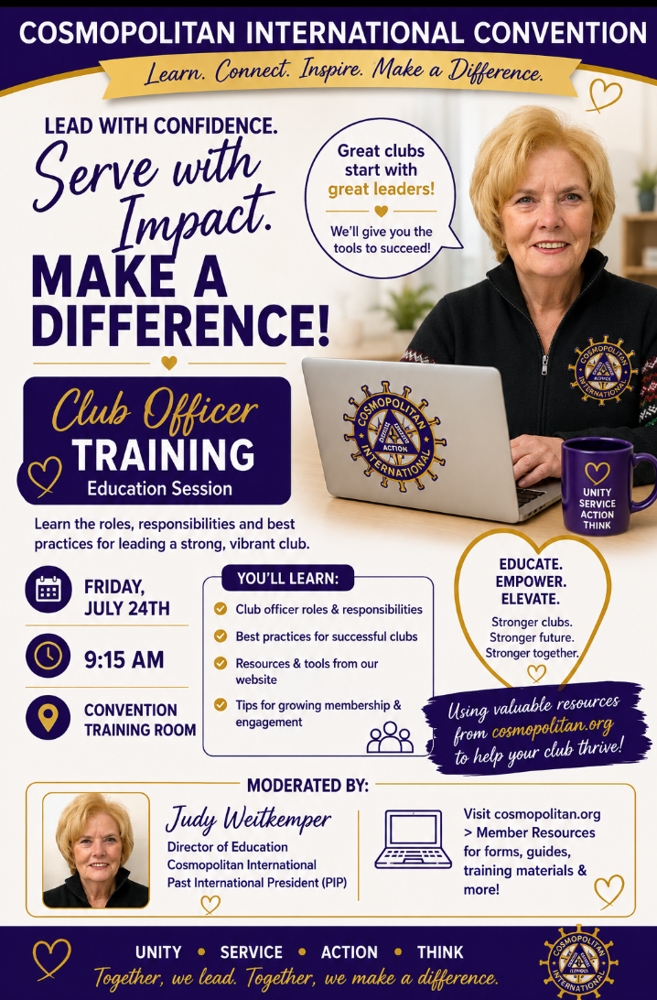 COSMOPOLITAN INTERNATIONAL CONVENTION
Learn. Connect. Inspire. Make a Difference.
LEAD WITH CONFIDENCE.
Serve with
Impact.
MAKE A
DIFFERENCE!
Great clubs
start with
great leaders!
We'll give you the
tools to succeed!
COSMOPOLITAN
INTERNATIONAL
COSMOPOLITAN
INTERNATIONAL
ACTION
UNITY
SERVICE
ACTION
THINK
Club Officer
TRAINING
Education Session
Learn the roles, responsibilities and best
practices for leading a strong, vibrant club.
FRIDAY,
JULY 24TH
9:15 AM
CONVENTION
TRAINING ROOM
YOU'LL LEARN:
Club officer roles & responsibilities
Best practices for successful clubs
Resources & tools from our
website
Tips for growing membership &
engagement
EDUCATE.
EMPOWER.
ELEVATE.
Stronger clubs.
Stronger future.
Stronger together.
Using valuable resources
from cosmopolitan.org
to help your club thrive!
MODERATED BY:
Judy Weitkemper
Director of Education
Cosmopolitan International
Past International President (PIP)
Visit cosmopolitan.org
> Member Resources
for forms, guides,
training materials &
more!
UNITY • SERVICE • ACTION • THINK
Together, we lead. Together, we make a difference.
COSMOPOLITAN
INTERNATIONAL